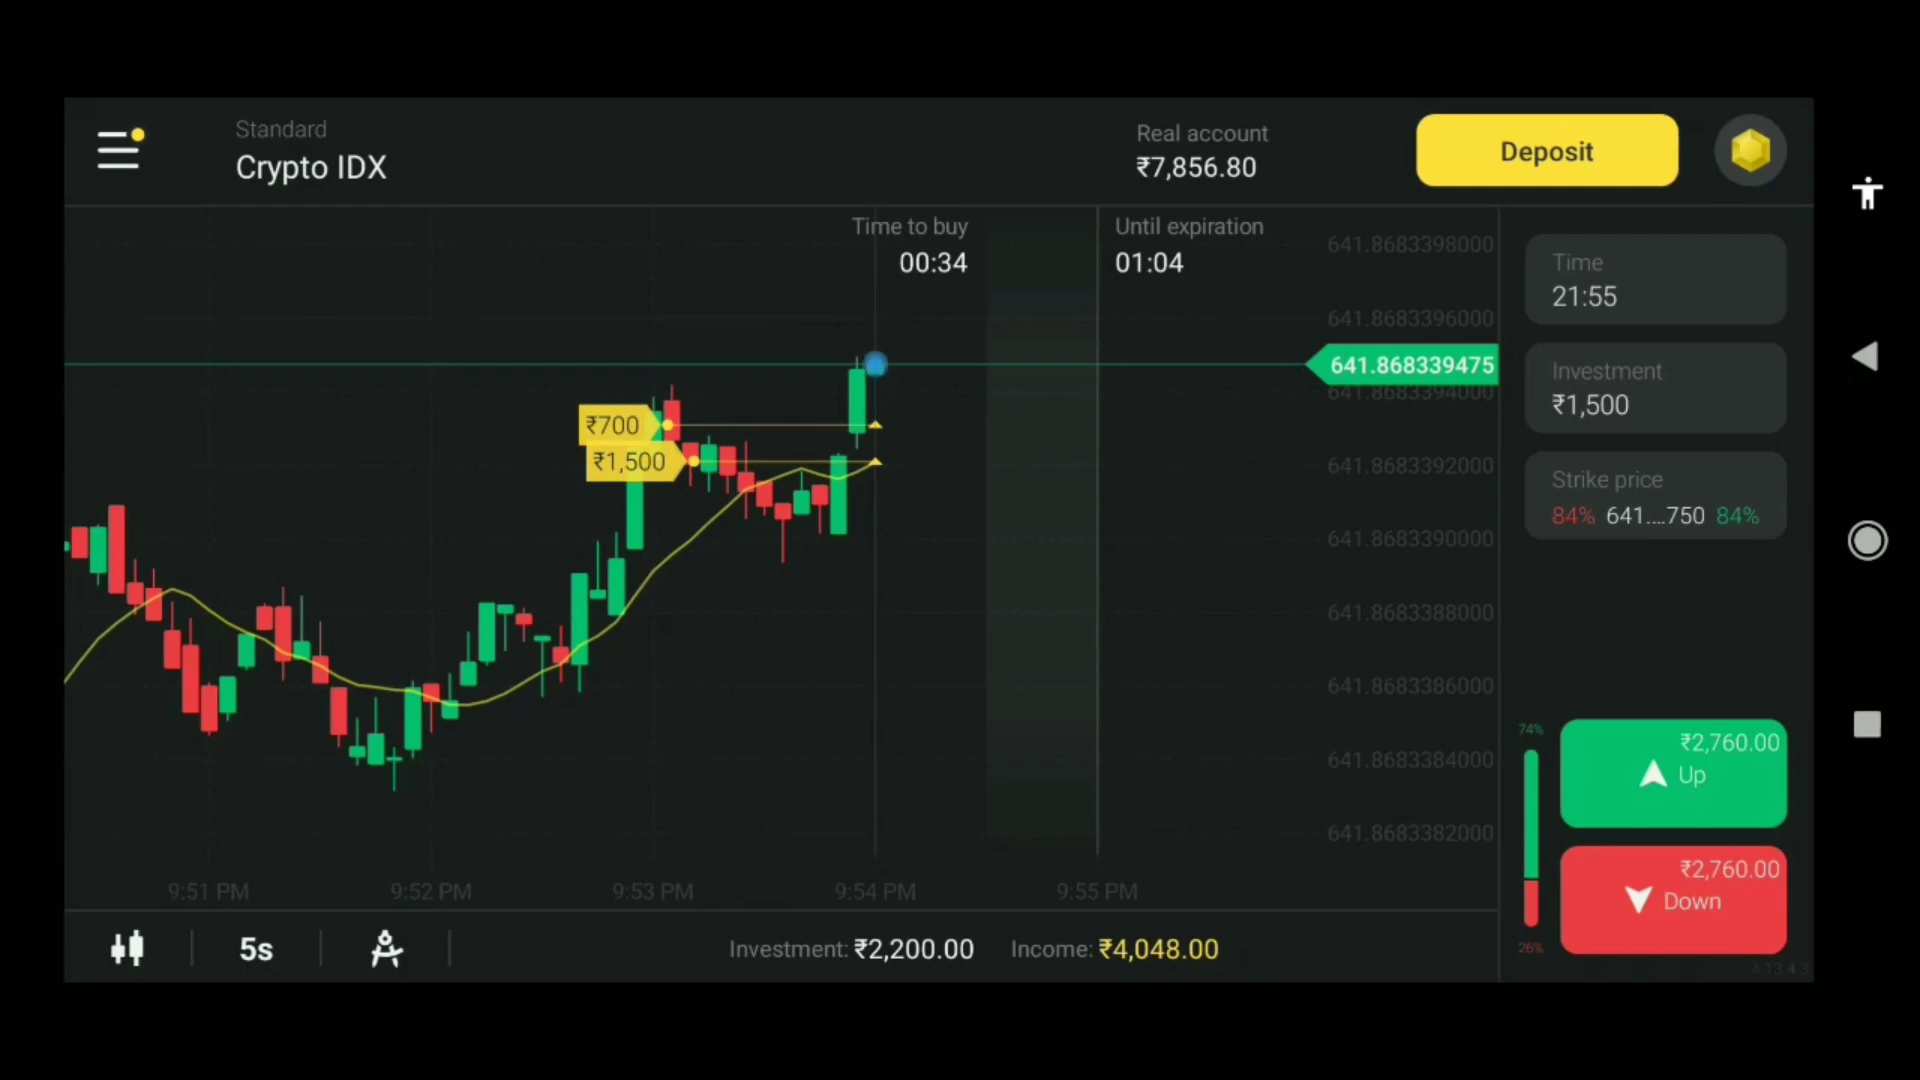 Standard
Crypto IDX
Real account
₹7,856.80
Deposit
Time to buy
00:34
Until expiration
01:04
641.8683398000
641.8683396000
641.868339475
641.8683394000
641.8683392000
641.8683390000
641.8683388000
641.8683386000
641.8683384000
641.8683382000
₹700
₹1,500
9:51 PM
9:52 PM
9:53 PM
9:54 PM
9:55 PM
Time
21:55
Investment
₹1,500
Strike price
84% 641....750 84%
74%
₹2,760.00
Up
₹2,760.00
Down
26%
4.13.4.3
5s
Investment: ₹2,200.00 Income: ₹4,048.00